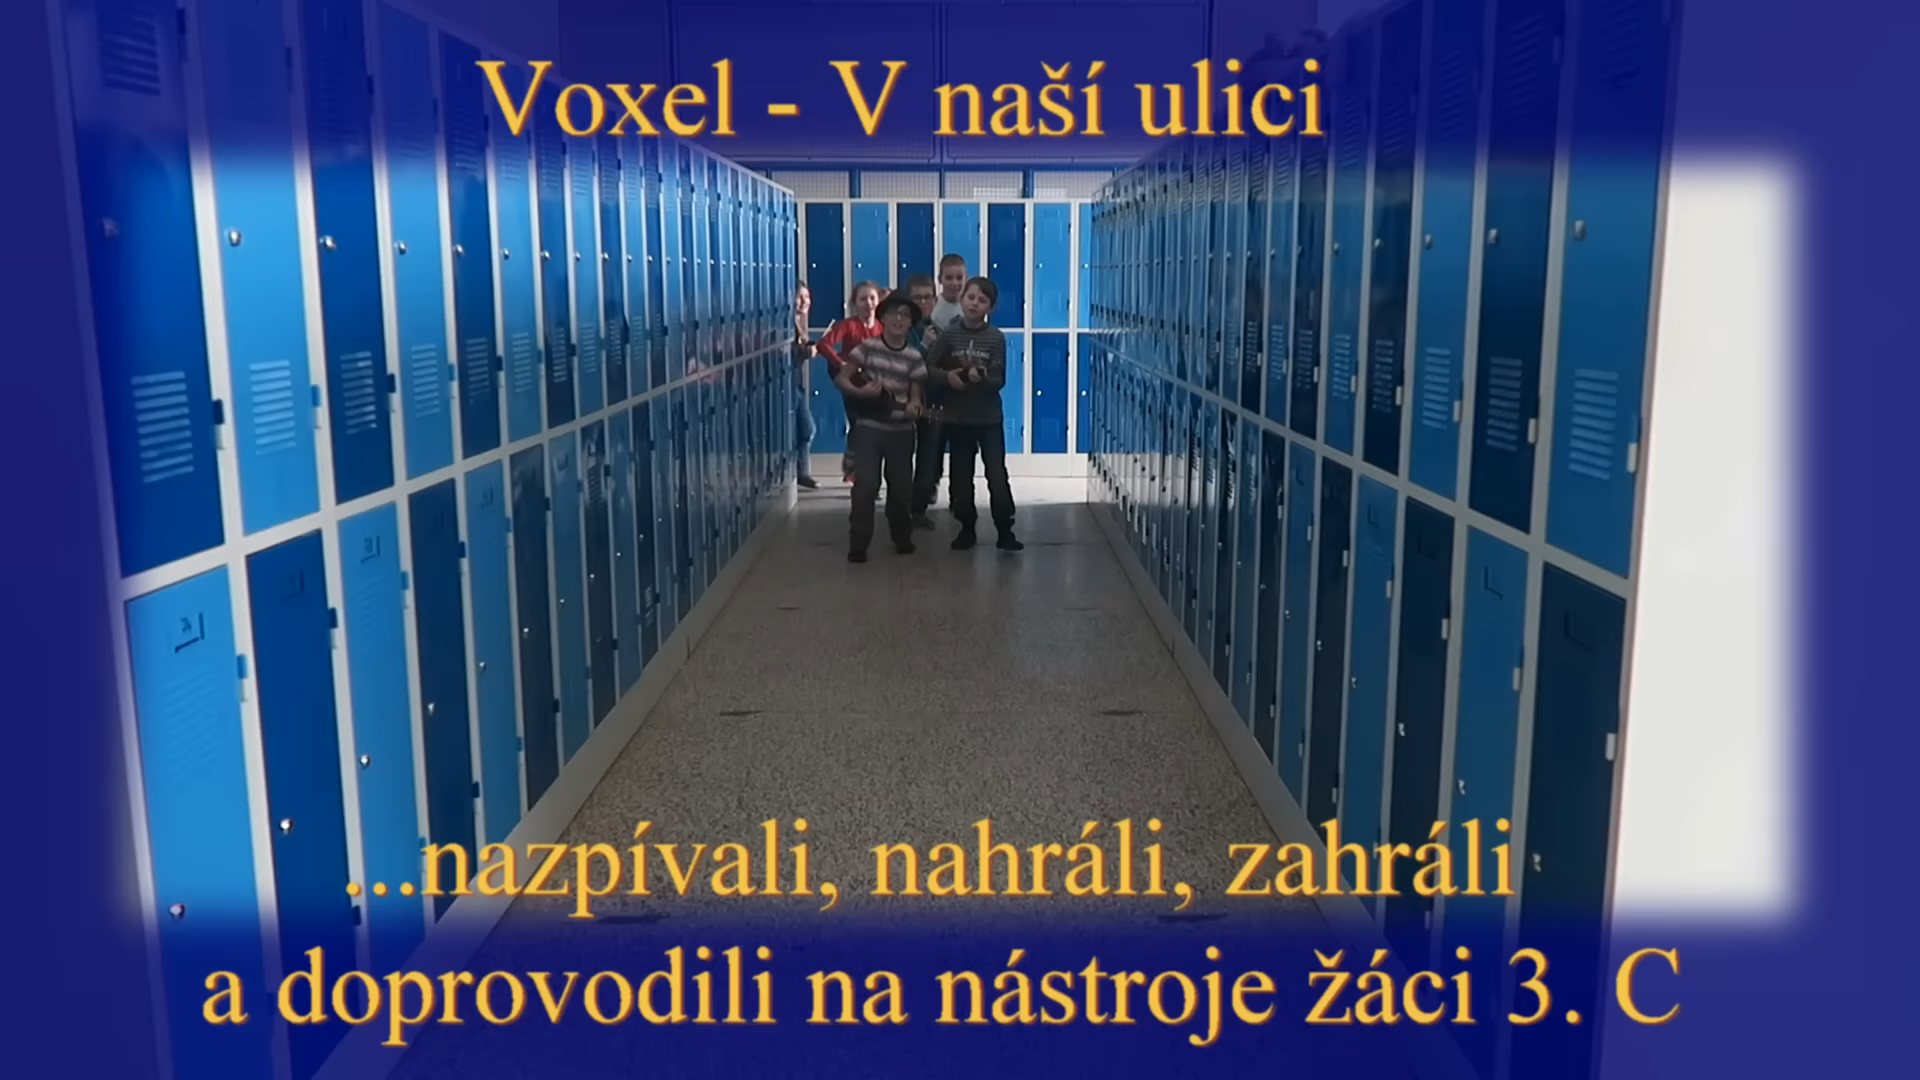 Voxel - V naší ulici
...nazpívali, nahráli, zahráli
a doprovodili na nástroje žáci 3. C